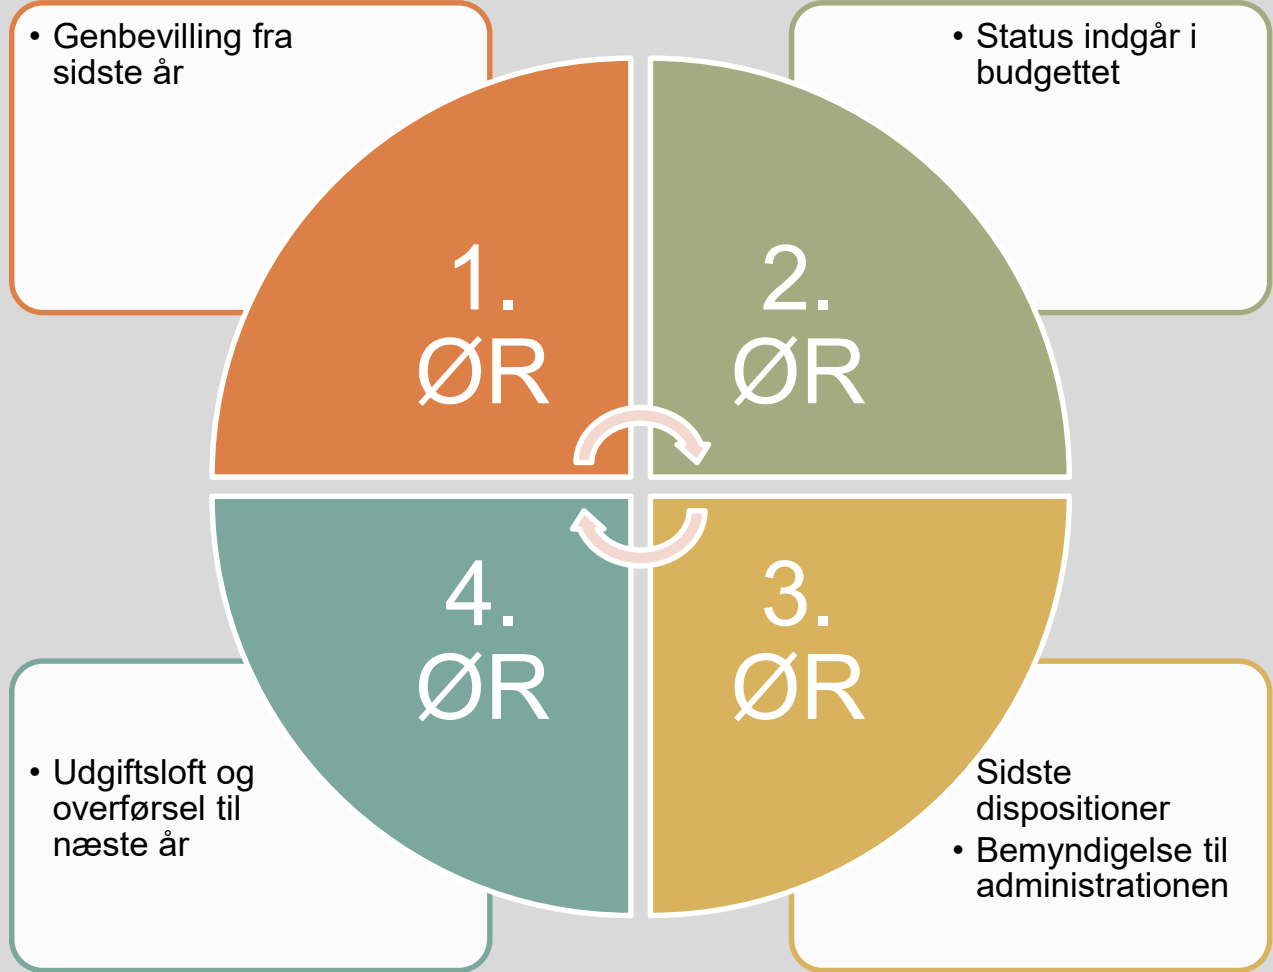 • Genbevilling fra
sidste år
• Status indgår i
budgettet
1.
ØR
2.
ØR
4.
ØR
3.
ØR
• Udgiftsloft og
overførsel til
næste år
Sidste
dispositioner
• Bemyndigelse til
administrationen